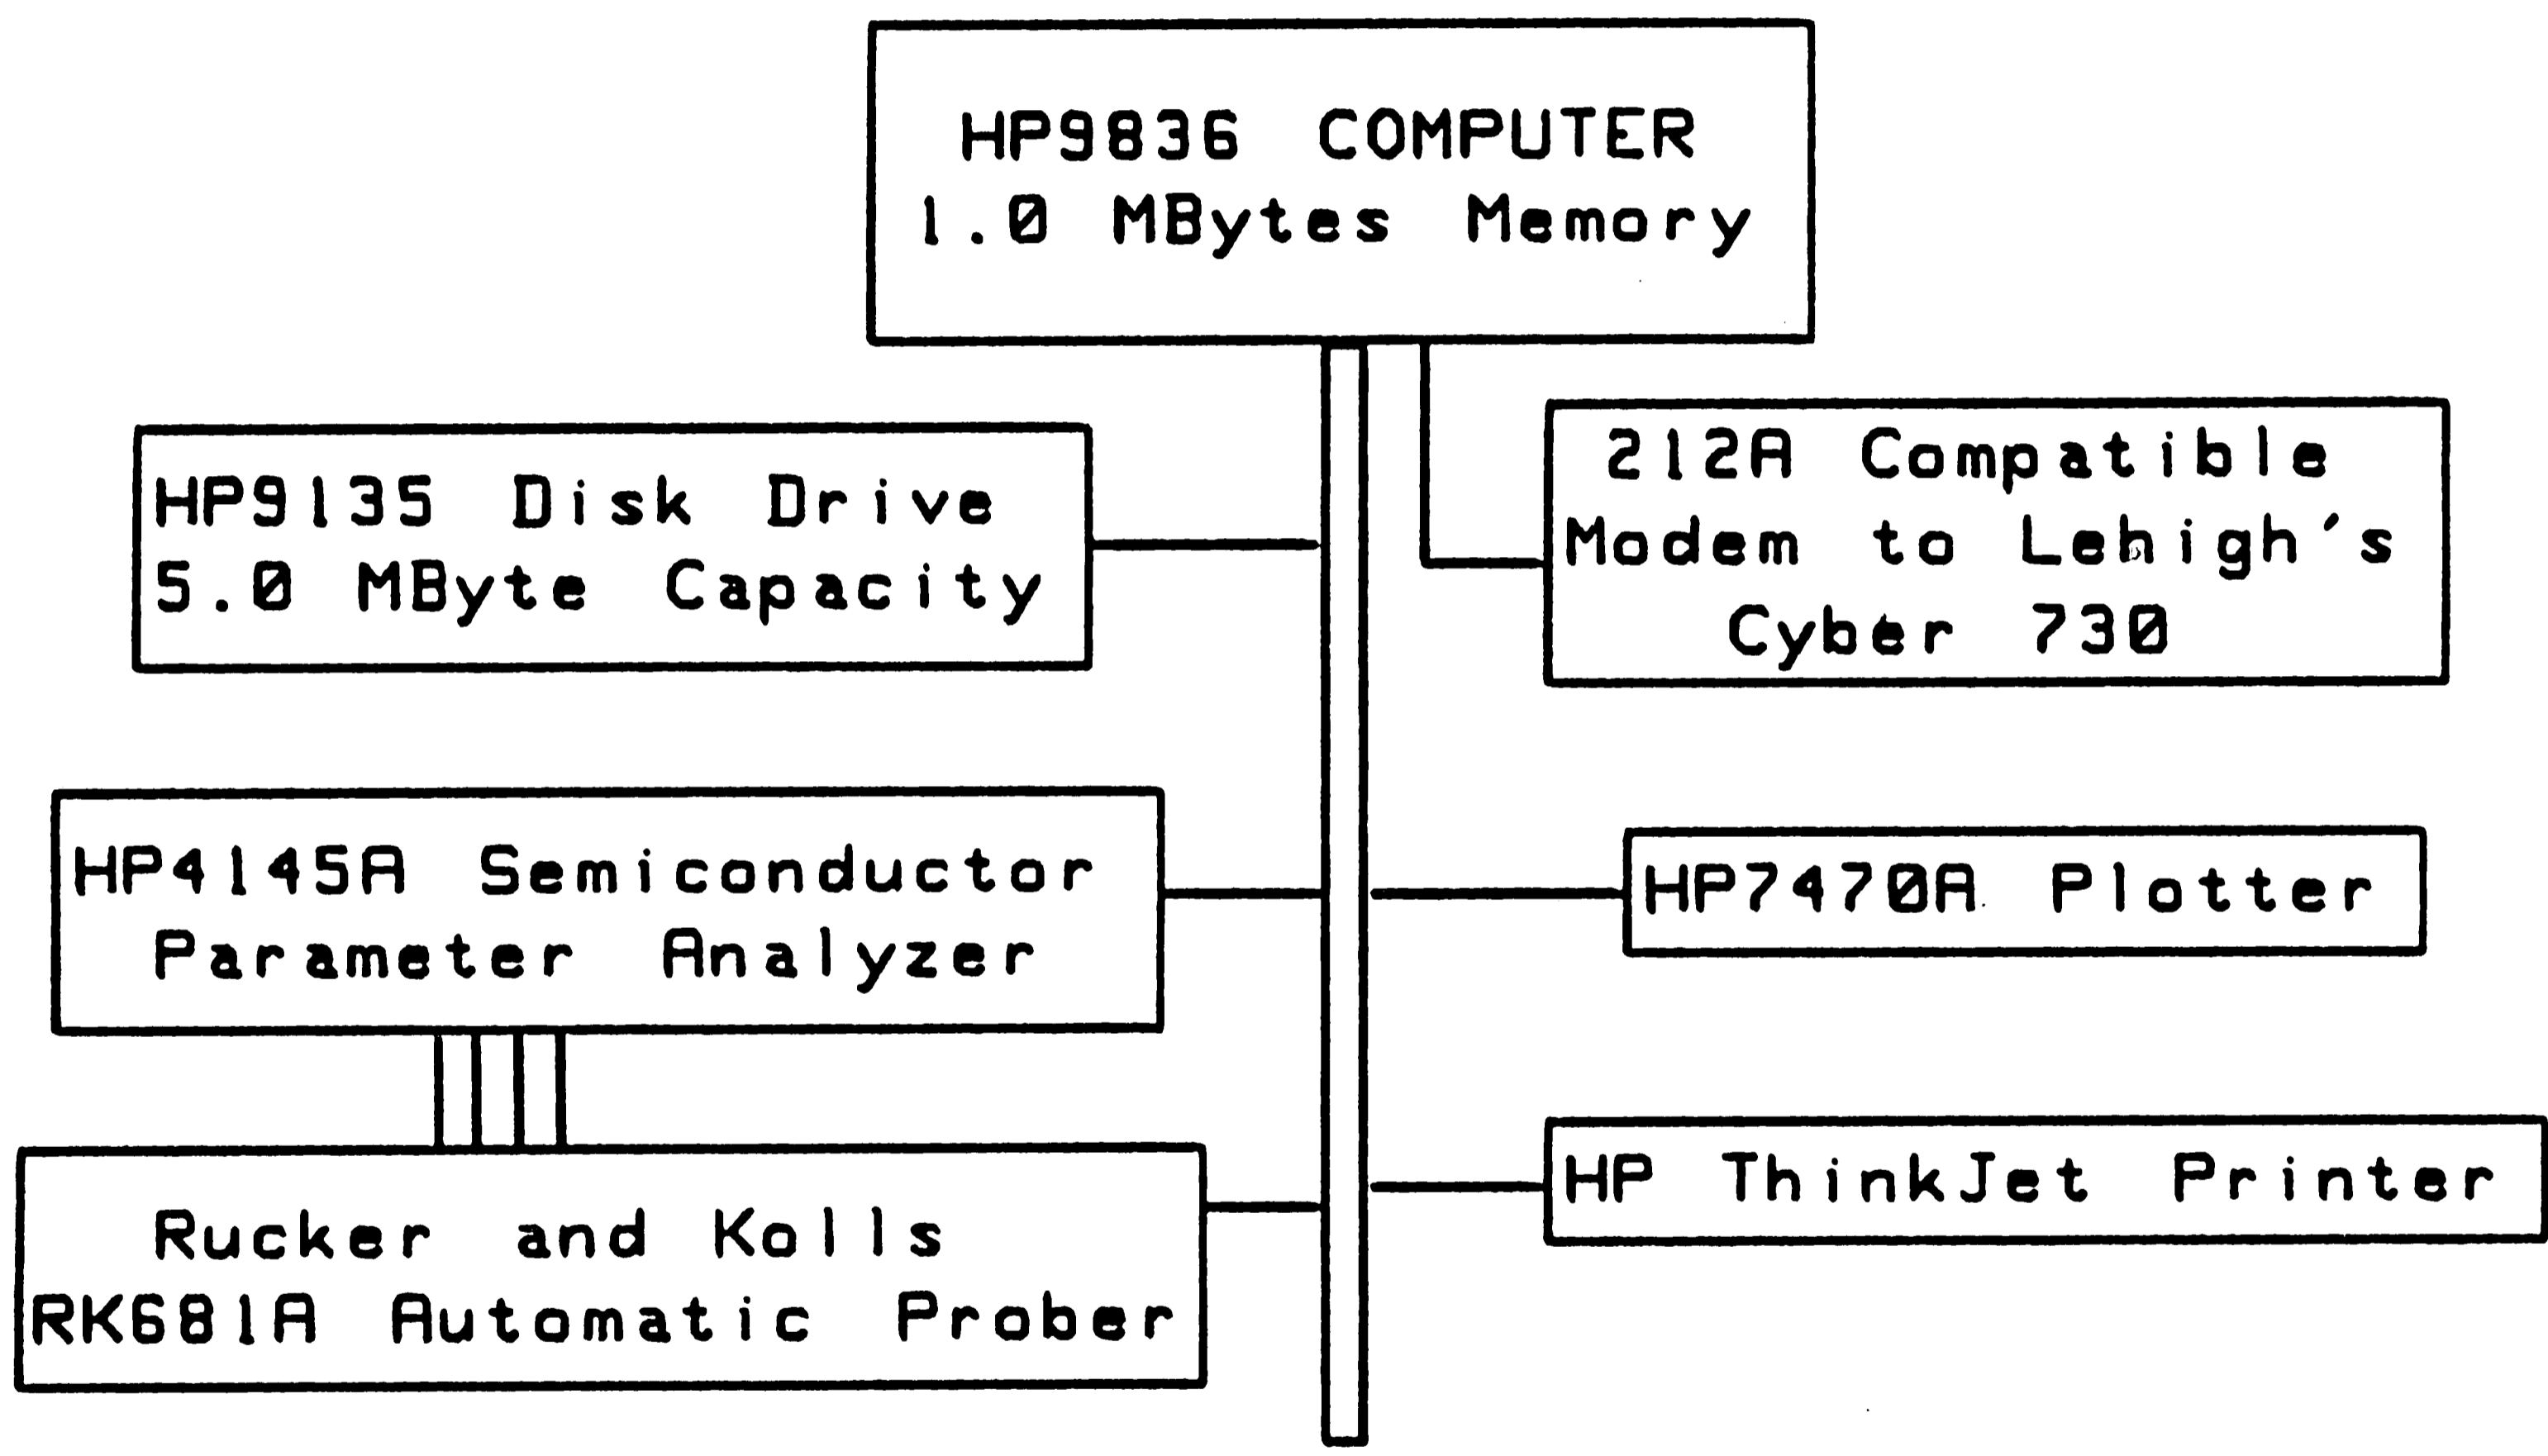 HP9836 COMPUTER
1.0 MBytes Memory
HP9135 Disk Drive
5.0 MByte Capacity
212A Compatible
Modem to Lehigh's
Cyber 730
HP4145A Semiconductor
Parameter Analyzer
HP7470A Plotter
Rucker and Kolls
RK681A Automatic Prober
HP ThinkJet Printer